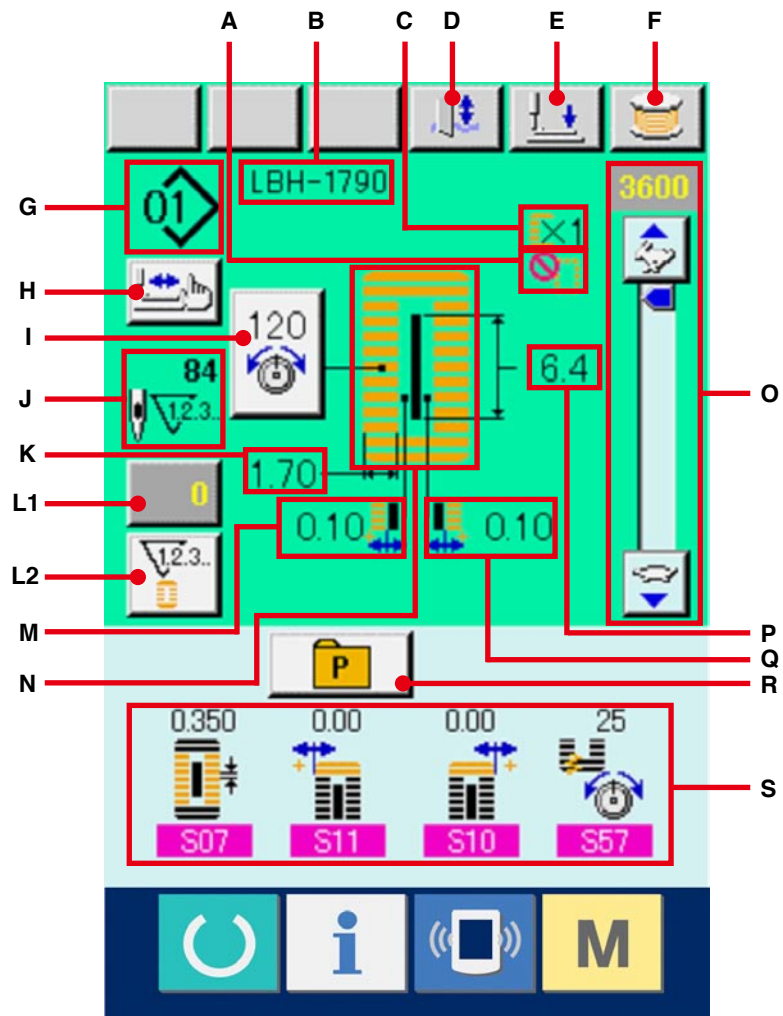 A B C D E F
LBH-1790
3600
G
01
×1
H
I
120
84
J
1.2.3..
6.4
O
K
1.70
L1
0
0.10
0.10
L2
1.2.3..
M
P
Q
N
P
R
0.350 0.00 0.00 25
+ +
S
S07 S11 S10 S57
i M